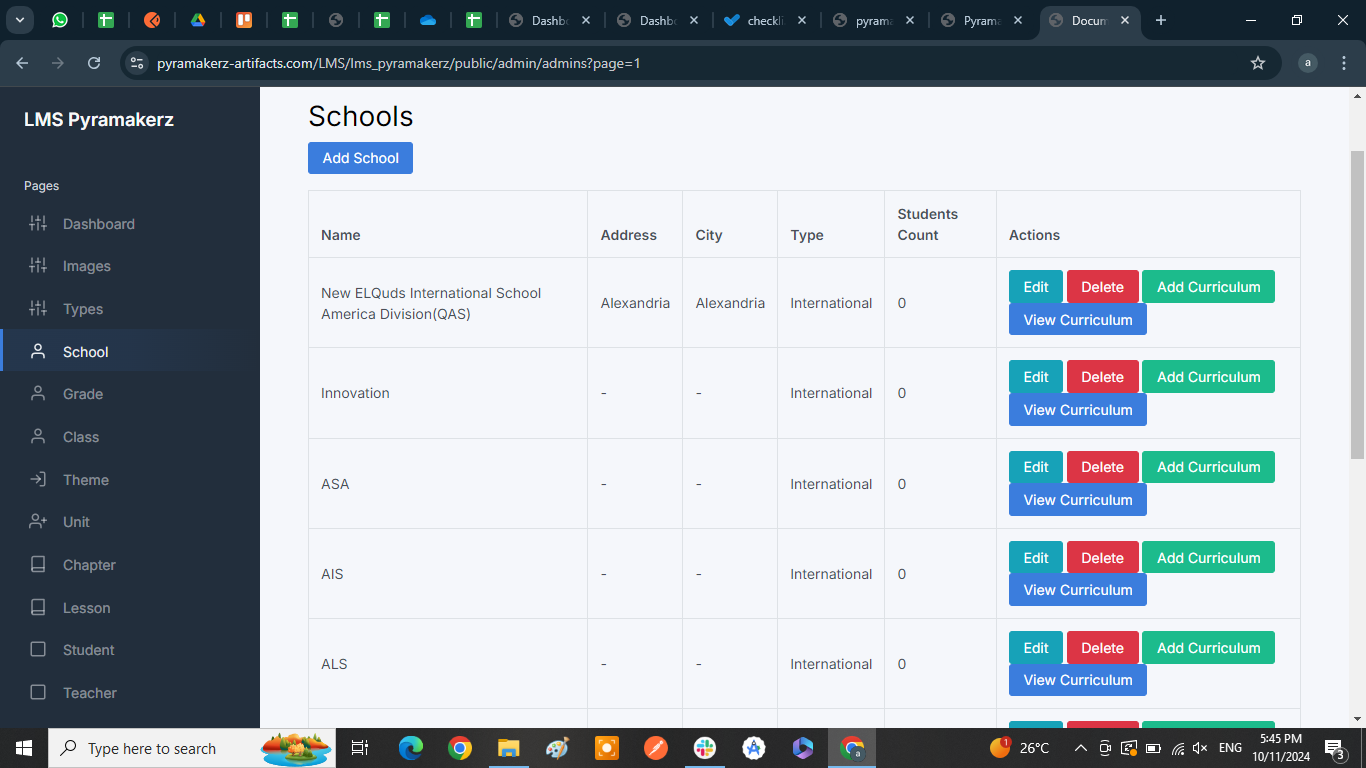 Dashb
Dashb
checkli
pyrama
Pyrama
Docum
pyramakerz-artifacts.com/LMS/lms_pyramakerz/public/admin/admins?page=1
a
LMS Pyramakerz
Pages
Dashboard
Images
Types
School
Grade
Class
Theme
Unit
Chapter
Lesson
Student
Teacher
Schools
Add School
Name Address City Type Students Count Actions
New ELQuds International School
America Division(QAS)
Alexandria Alexandria International 0
Edit Delete Add Curriculum
View Curriculum
Innovation - - International 0
Edit Delete Add Curriculum
View Curriculum
ASA - - International 0
Edit Delete Add Curriculum
View Curriculum
AIS - - International 0
Edit Delete Add Curriculum
View Curriculum
ALS - - International 0
Edit Delete Add Curriculum
View Curriculum
Type here to search
1
26°C
ENG
5:45 PM
10/11/2024
3